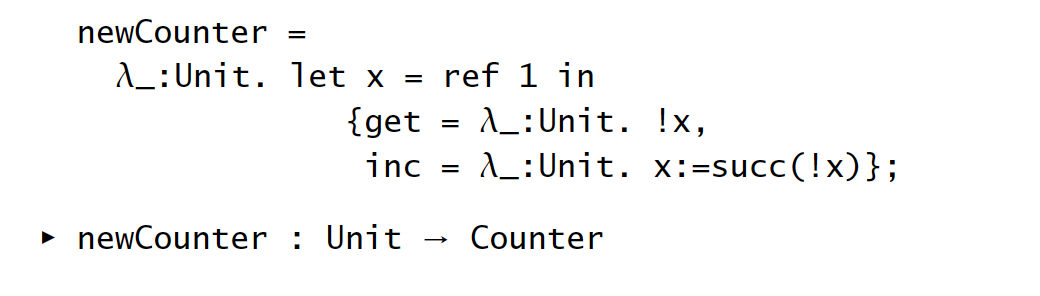 newCounter =
λ_:Unit. let x = ref 1 in
{get = λ_:Unit. !x,
inc = λ_:Unit. x:=succ(!x)};
▸ newCounter : Unit → Counter